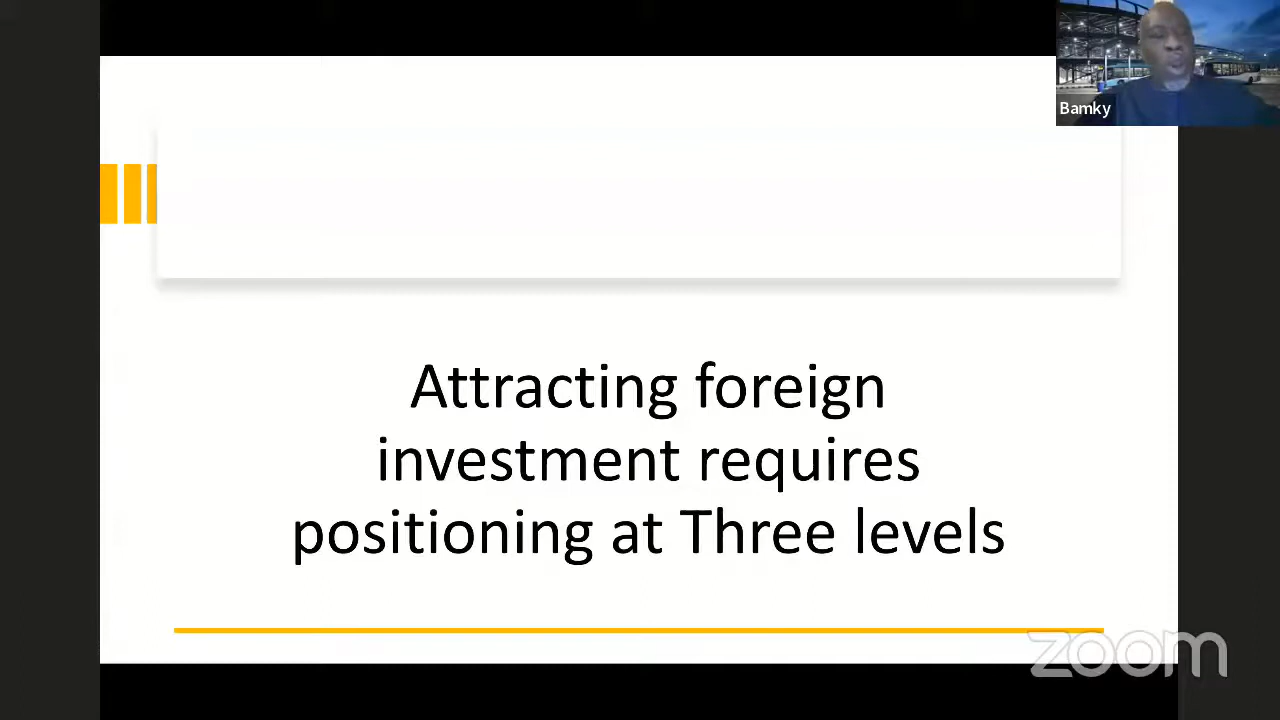 Bamky
Attracting foreign
investment requires
positioning at Three levels
zoom